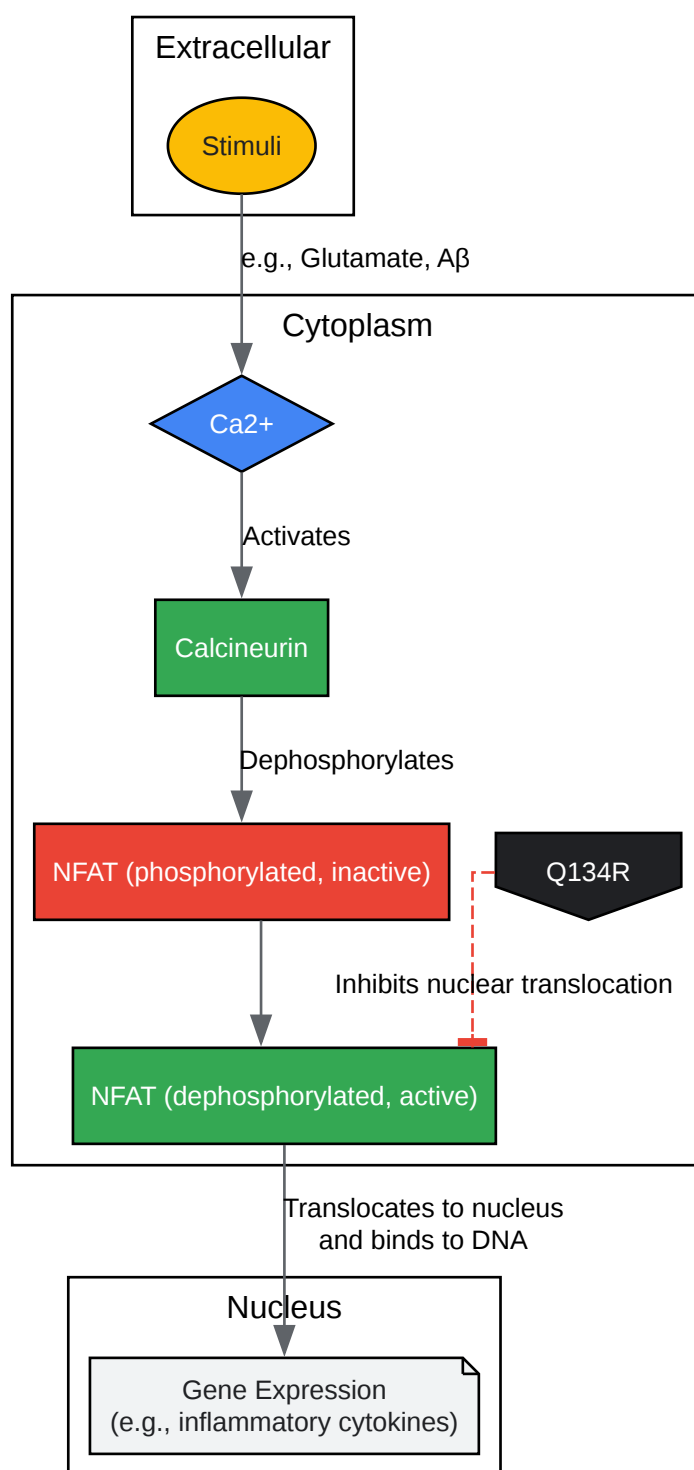 Extracellular
Stimuli
e.g., Glutamate, Aβ
Cytoplasm
Ca2+
Activates
Calcineurin
Dephosphorylates
NFAT (phosphorylated, inactive)
Q134R
Inhibits nuclear translocation
NFAT (dephosphorylated, active)
Translocates to nucleus
and binds to DNA
Nucleus
Gene Expression
(e.g., inflammatory cytokines)